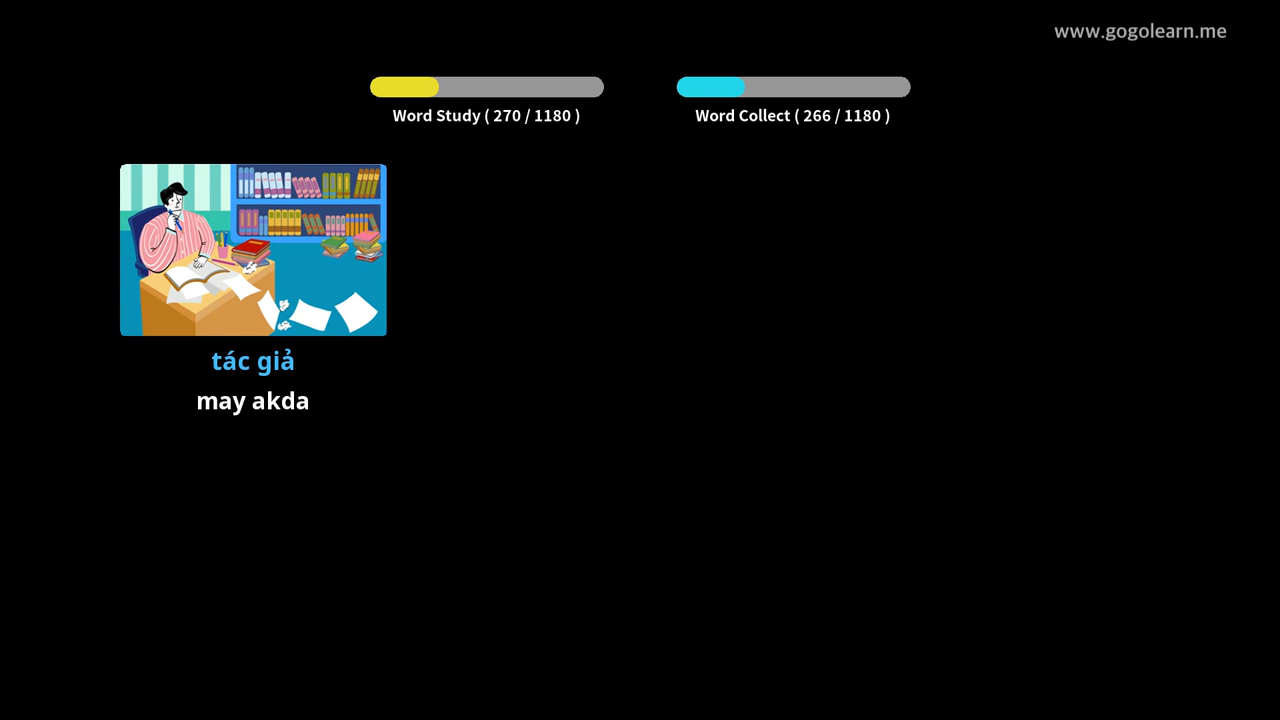 www.gogolearn.me
Word Study ( 270 / 1180 )
Word Collect ( 266 / 1180 )
tác giả
may akda